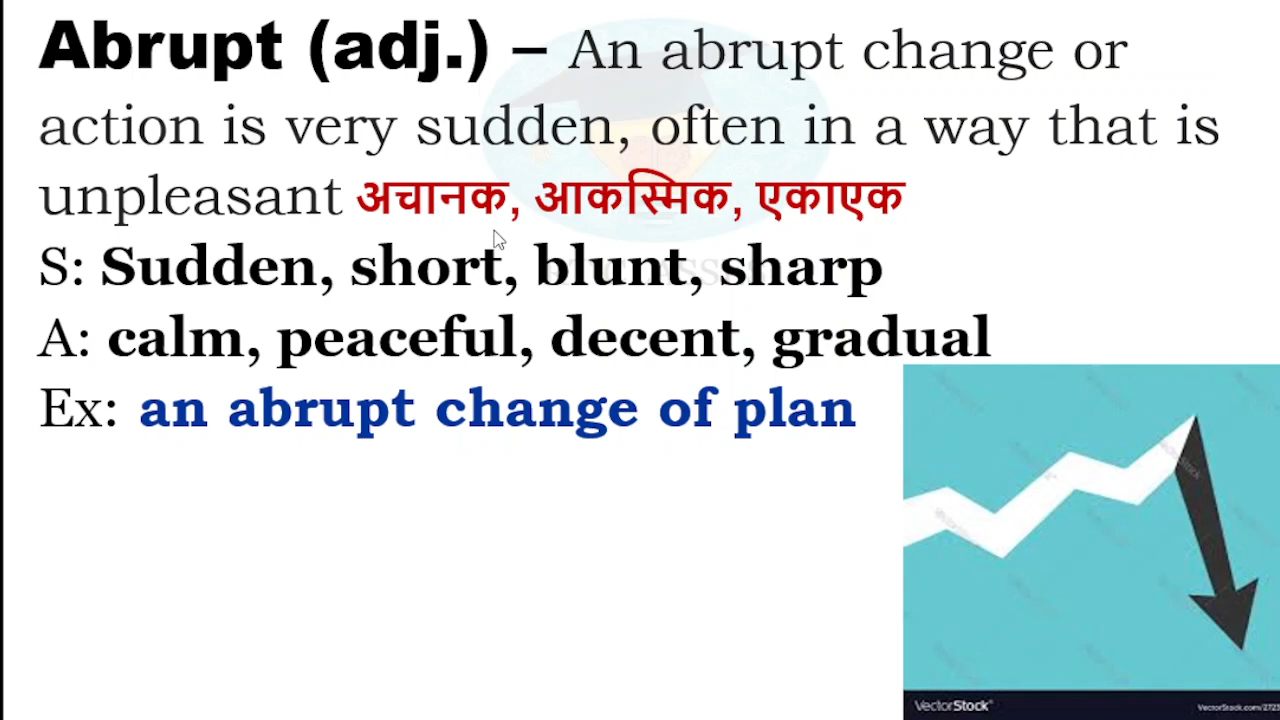 Abrupt (adj.) – An abrupt change or
action is very sudden, often in a way that is
unpleasant अचानक, आकस्मिक, एकाएक
S: Sudden, short, blunt, sharp
A: calm, peaceful, decent, gradual
Ex: an abrupt change of plan
VectorStock®